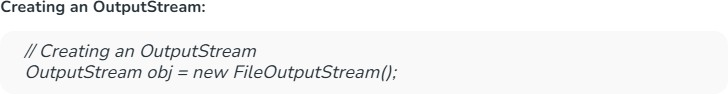 Creating an OutputStream:
// Creating an OutputStream
OutputStream obj = new FileOutputStream();